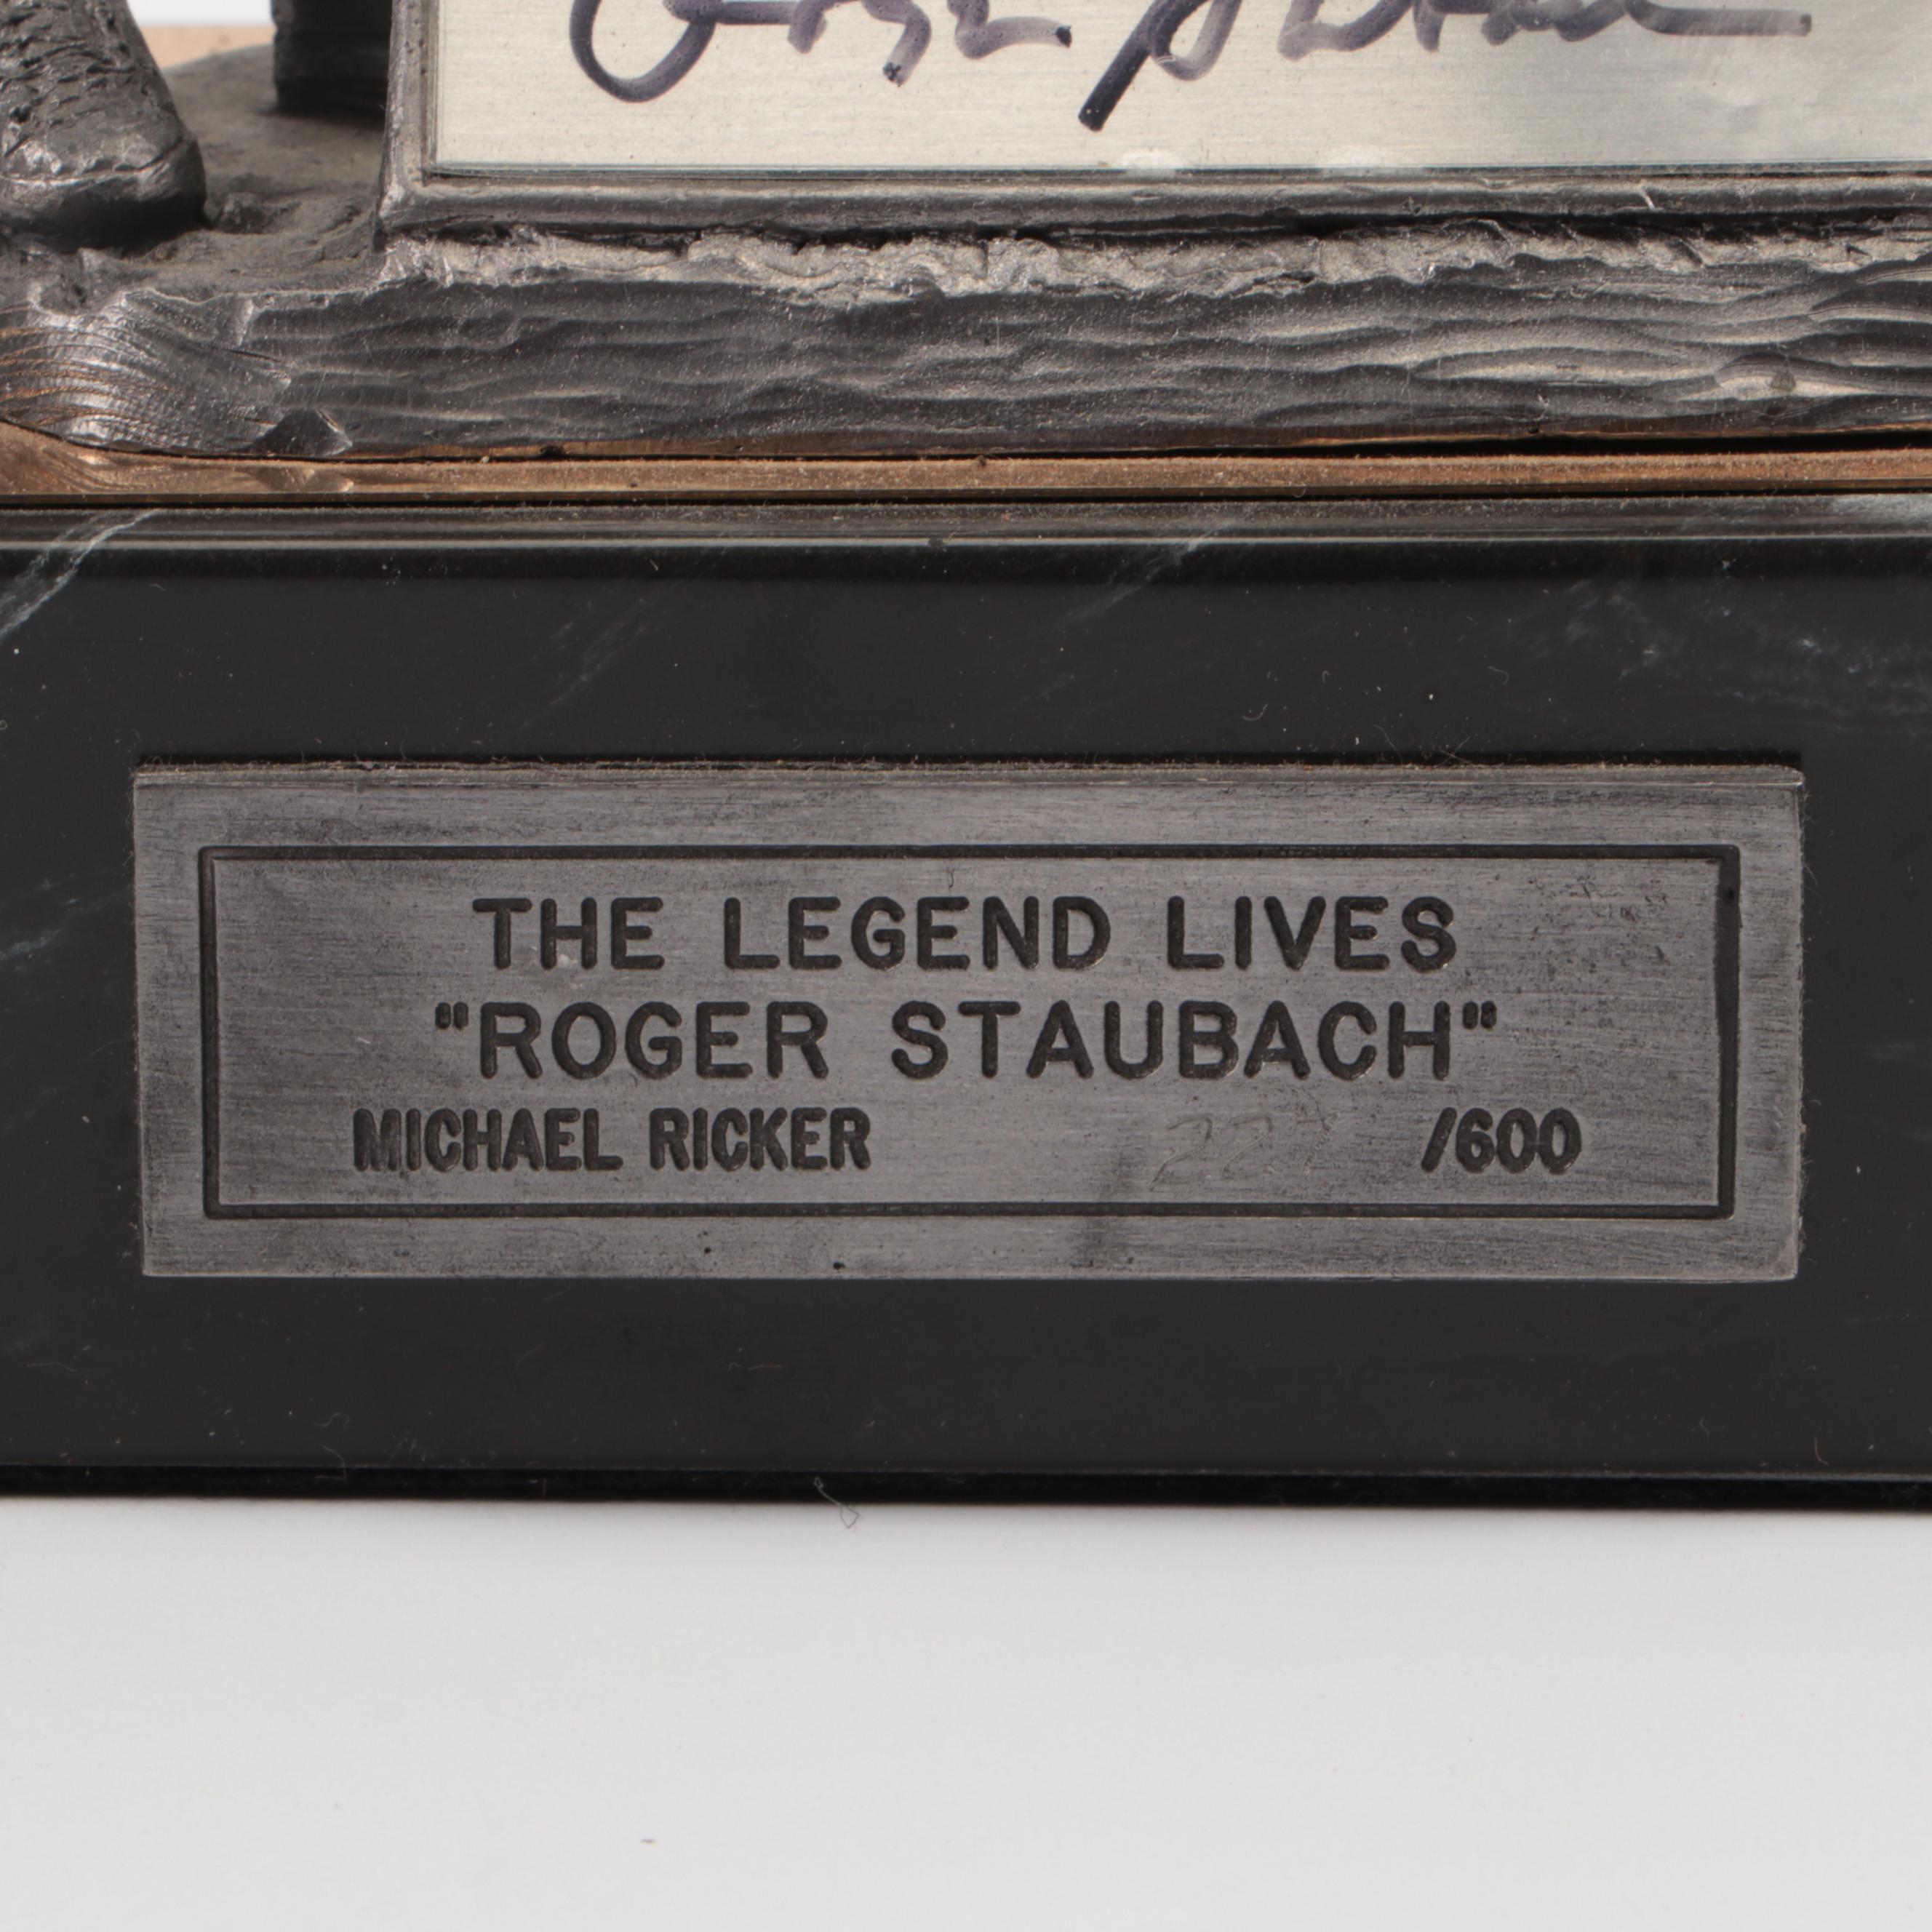 THE LEGEND LIVES
"ROGER STAUBACH"
MICHAEL RICKER /600